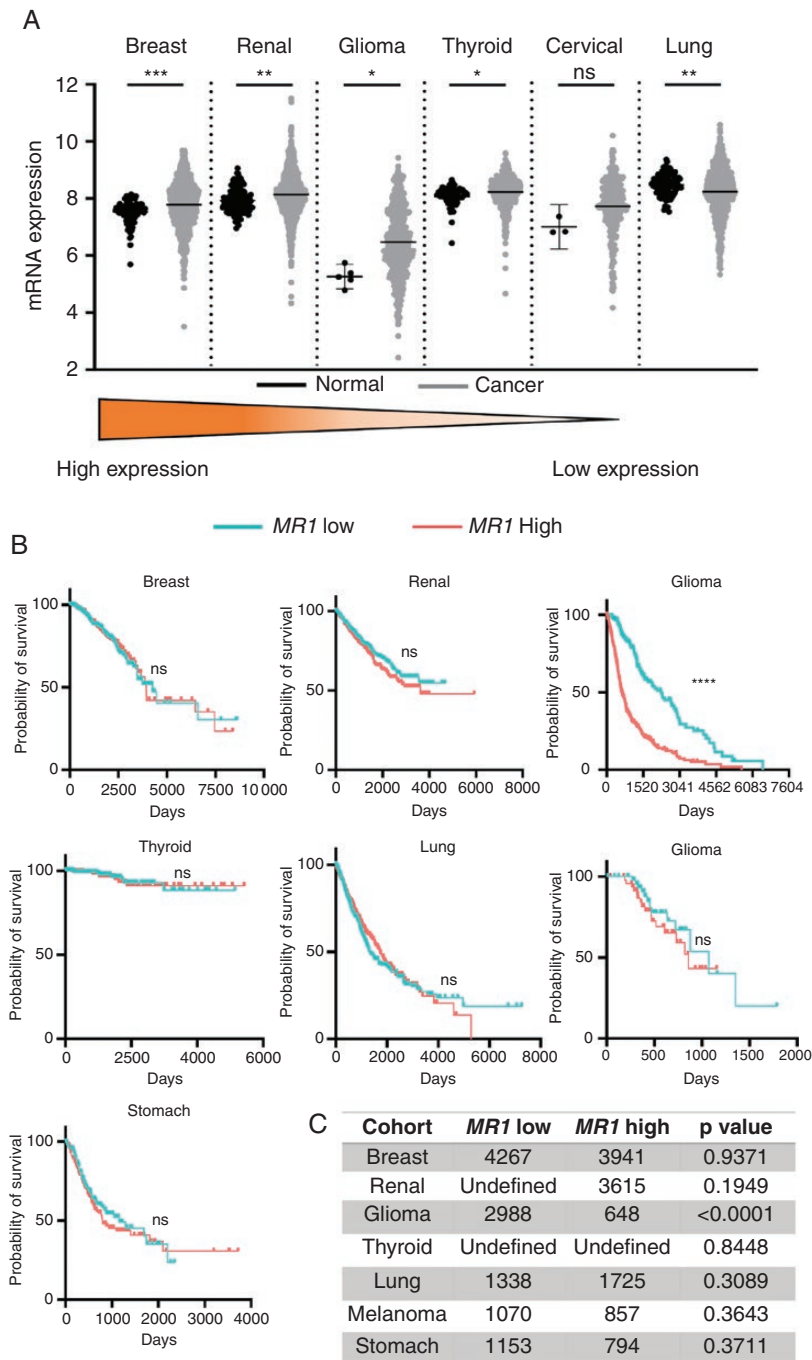 A
Breast Renal Glioma Thyroid Cervical Lung
*** ** * * ns **
mRNA expression
12
10
8
6
4
2
Normal Cancer
High expression Low expression
MR1 low MR1 High
B
Breast
Probability of survival
100
50
0
ns
0 2500 5000 7500 10 000
Days
Renal
Probability of survival
100
50
0
ns
0 2000 4000 6000 8000
Days
Glioma
Probability of survival
100
50
0
****
0 1520 3041 4562 6083 7604
Days
Thyroid
Probability of survival
100
50
0
ns
0 2500 4000 6000
Days
Lung
Probability of survival
100
50
0
ns
0 2000 4000 6000 8000
Days
Glioma
Probability of survival
100
50
0
ns
0 500 1000 1500 2000
Days
Stomach
Probability of survival
100
50
0
ns
0 1000 2000 3000 4000
Days
C
Cohort MR1 low MR1 high p value
Breast 4267 3941 0.9371
Renal Undefined 3615 0.1949
Glioma 2988 648 <0.0001
Thyroid Undefined Undefined 0.8448
Lung 1338 1725 0.3089
Melanoma 1070 857 0.3643
Stomach 1153 794 0.3711